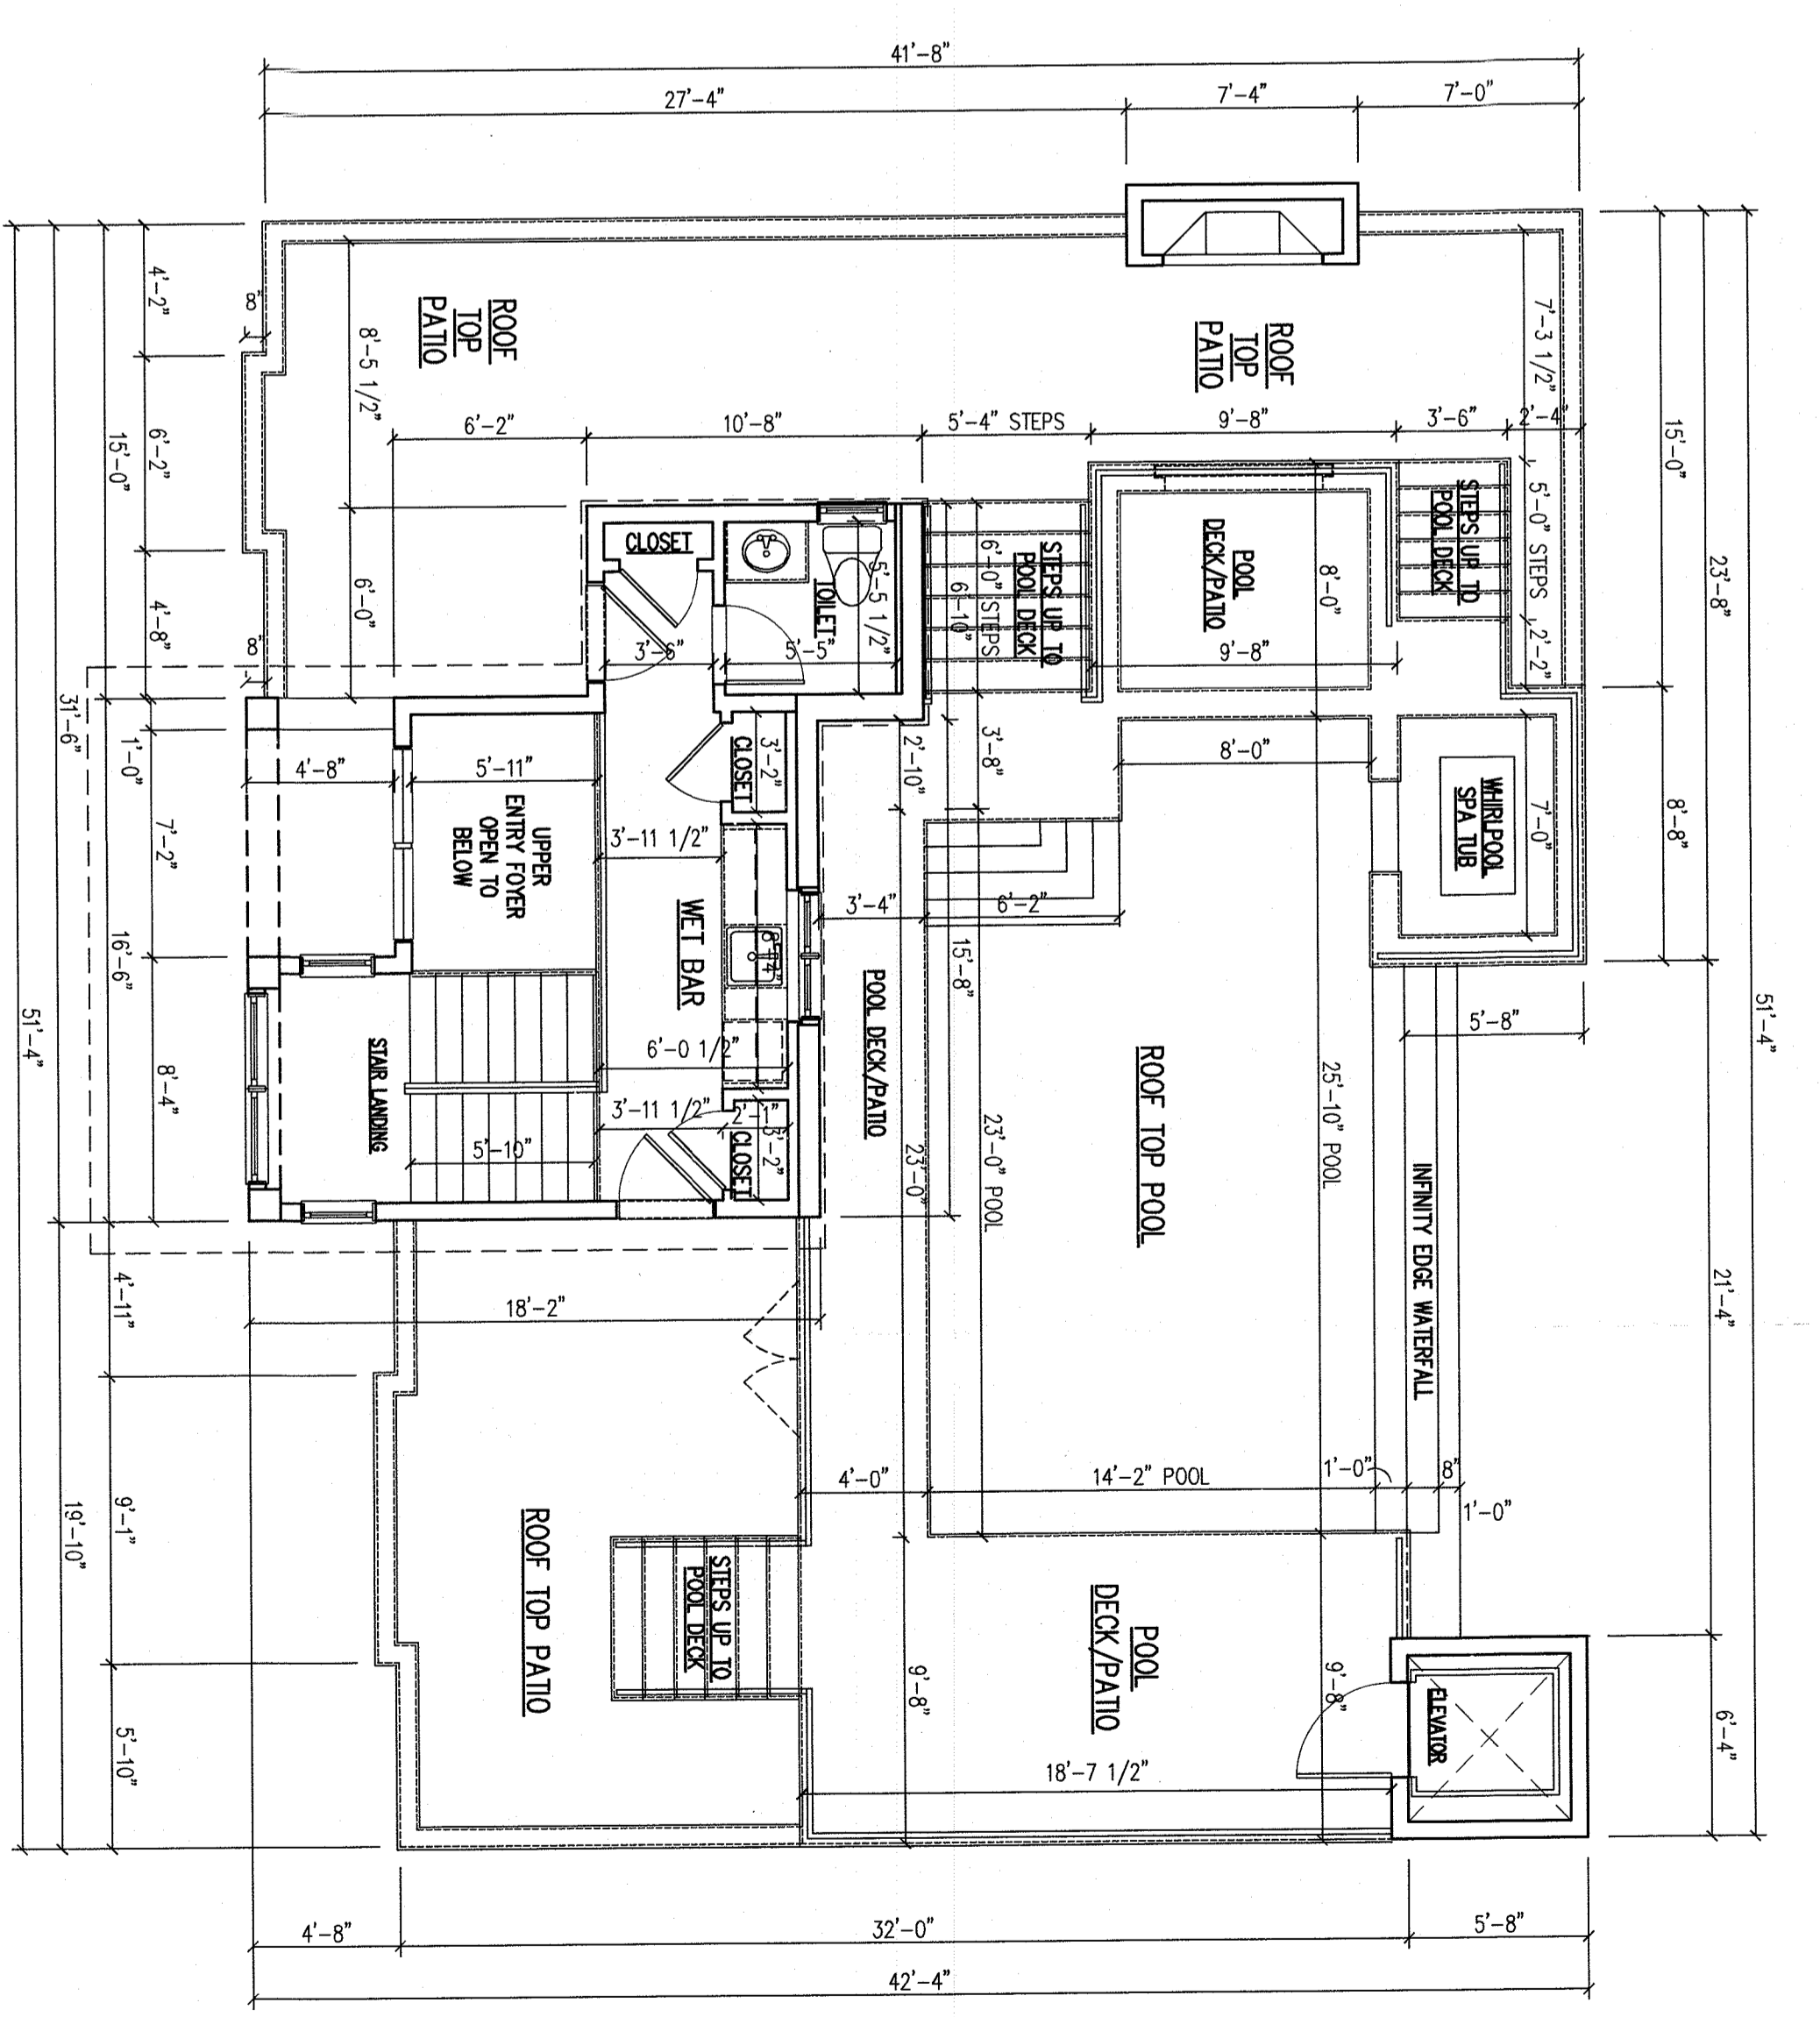 41'-8"
27'-4"
7'-4"
7'-0"
4'-2"
8"
8'-5 1/2"
ROOF
TOP
PATIO
ROOF
TOP
PATIO
7'-3 1/2"
15'-0"
6'-2"
6'-2"
10'-8"
5'-4" STEPS
9'-8"
3'-6"
2'-4"
15'-0"
23'-8"
CLOSET
TOILET
5'-5 1/2"
6'-0" STEPS
6'-10"
STEPS UP TO
POOL DECK
POOL
DECK/PATIO
8'-0"
STEPS UP TO
POOL DECK
5'-0" STEPS
2'-2"
4'-8"
8"
6'-0"
3'-6"
5'-5"
9'-8"
31'-6"
1'-0"
4'-8"
5'-11"
CLOSET
3'-2"
2'-10"
3'-8"
8'-0"
WHIRLPOOL
SPA TUB
7'-0"
8'-8"
7'-2"
UPPER
ENTRY FOYER
OPEN TO
BELOW
3'-11 1/2"
WET BAR
8'-4"
3'-4"
6'-2"
15'-8"
16'-6"
51'-4"
8'-4"
STAIR LANDING
6'-0 1/2"
3'-11 1/2"
2'-1"
3'-2"
CLOSET
5'-10"
POOL DECK/PATIO
23'-0"
23'-0" POOL
ROOF TOP POOL
25'-10" POOL
INFINITY EDGE WATERFALL
5'-8"
51'-4"
21'-4"
4'-11"
18'-2"
4'-0"
14'-2" POOL
1'-0"
8"
1'-0"
19'-10"
9'-1"
ROOF TOP PATIO
STEPS UP TO
POOL DECK
9'-8"
POOL
DECK/PATIO
9'-8"
ELEVATOR
6'-4"
5'-10"
18'-7 1/2"
4'-8"
32'-0"
5'-8"
42'-4"